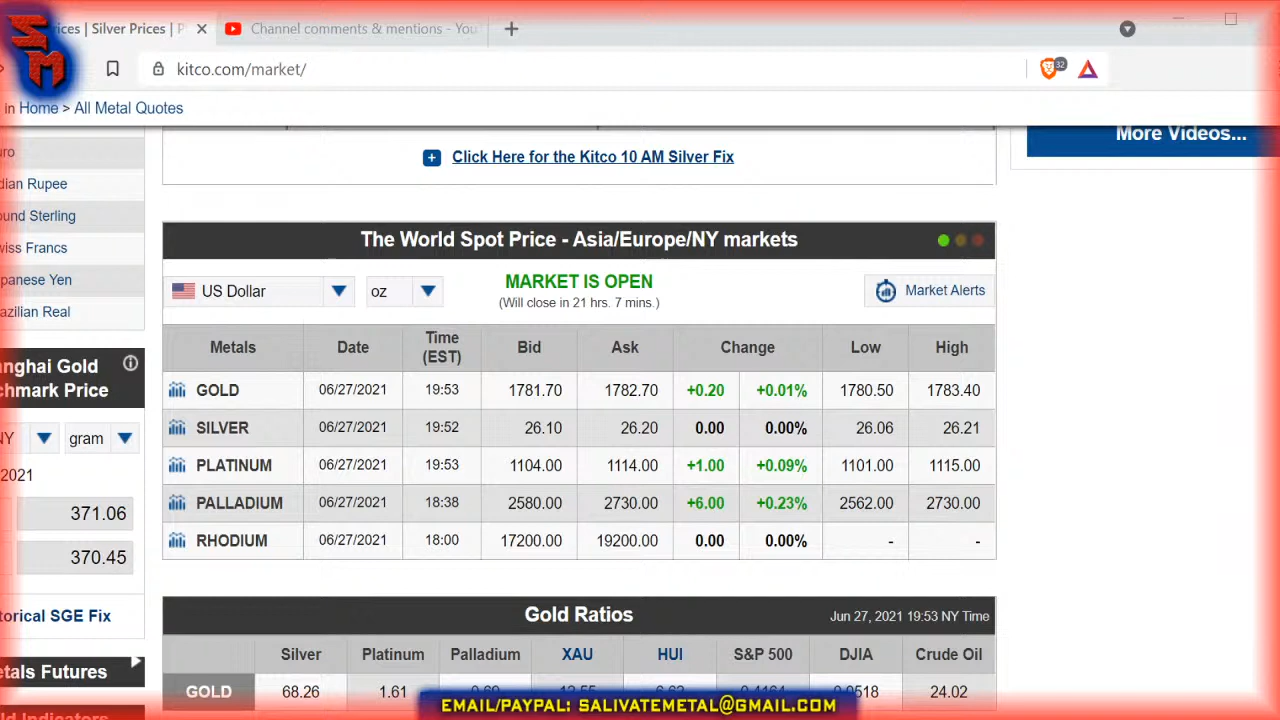 SM
ices | Silver Prices | P
Channel comments & mentions - You
kitco.com/market/
32
in Home > All Metal Quotes
More Videos...
Click Here for the Kitco 10 AM Silver Fix
uro
dian Rupee
ound Sterling
wiss Francs
panese Yen
azilian Real
The World Spot Price - Asia/Europe/NY markets
US Dollar
oz
MARKET IS OPEN
(Will close in 21 hrs. 7 mins.)
Market Alerts
Metals Date Time (EST) Bid Ask Change Low High
GOLD 06/27/2021 19:53 1781.70 1782.70 +0.20 +0.01% 1780.50 1783.40
SILVER 06/27/2021 19:52 26.10 26.20 0.00 0.00% 26.06 26.21
PLATINUM 06/27/2021 19:53 1104.00 1114.00 +1.00 +0.09% 1101.00 1115.00
PALLADIUM 06/27/2021 18:38 2580.00 2730.00 +6.00 +0.23% 2562.00 2730.00
RHODIUM 06/27/2021 18:00 17200.00 19200.00 0.00 0.00% - -
nghai Gold
chmark Price
NY
gram
2021
371.06
370.45
torical SGE Fix
etals Futures
Gold Ratios
Jun 27, 2021 19:53 NY Time
Silver Platinum Palladium XAU HUI S&P 500 DJIA Crude Oil
GOLD 68.26 1.61 24.02
EMAIL/PAYPAL: SALIVATEMETAL@GMAIL.COM